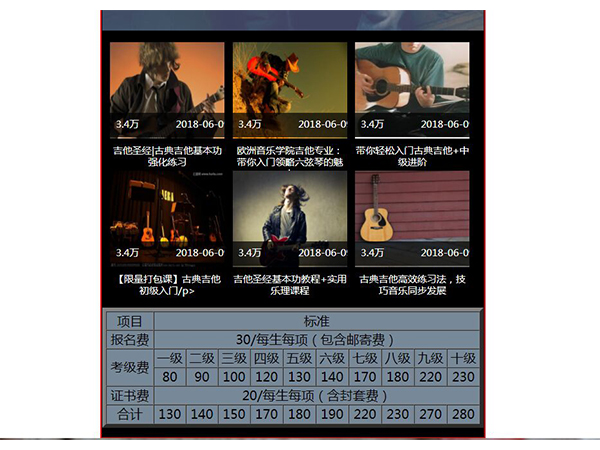 3.4万 2018-06-0
3.4万 2018-06-0
3.4万 2018-06-0
吉他圣经|古典吉他基本功
强化练习
欧洲音乐学院吉他专业：
带你入门领略六弦琴的魅
带你轻松入门古典吉他+中
级进阶
3.4万 2018-06-0
3.4万 2018-06-0
3.4万 2018-06-0
【限量打包课】古典吉他
初级入门/p>
吉他圣经基本功教程+实用
乐理课程
古典吉他高效练习法，技
巧音乐同步发展
项目 标准
报名费 30/每生每项（包含邮寄费）
考级费 一级 二级 三级 四级 五级 六级 七级 八级 九级 十级
80 90 100 120 130 140 170 180 220 230
证书费 20/每生每项（含封套费）
合计 130 140 150 170 180 190 220 230 270 280